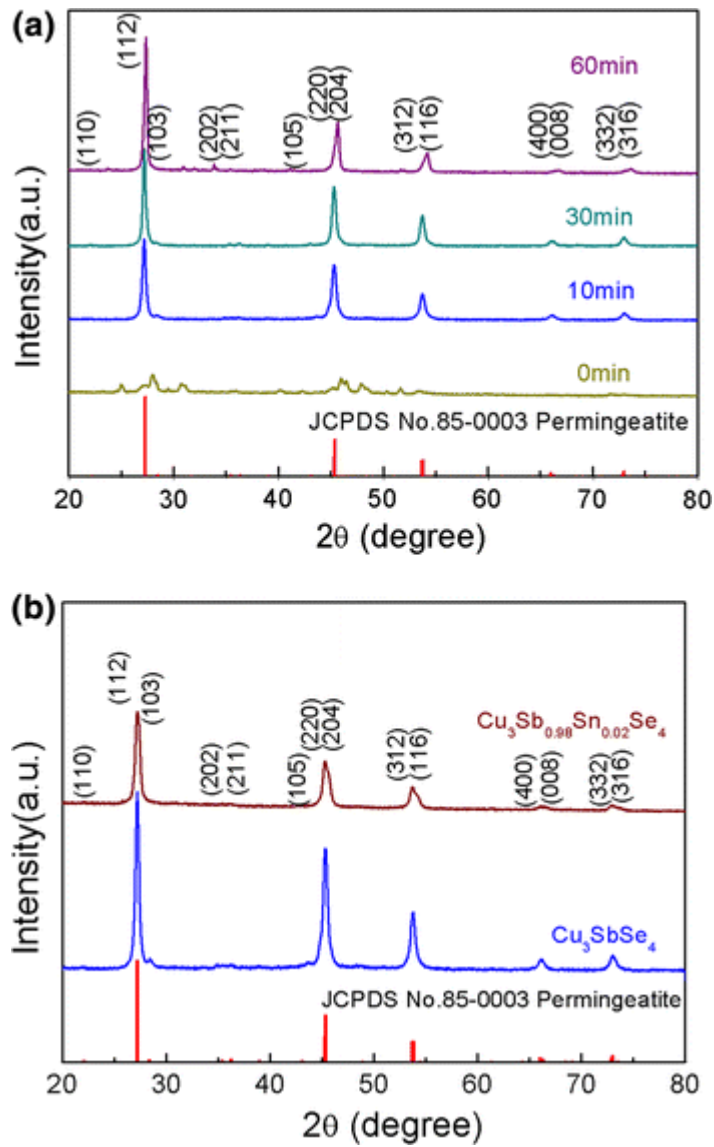 (a)
(112)
60min
(110)
(103)
(202)
(211)
(105)
(220)
(204)
(312)
(116)
(400)
(008)
(332)
(316)
30min
10min
0min
JCPDS No.85-0003 Permingeatite
Intensity(a.u.)
20 30 40 50 60 70 80
2θ (degree)
(b)
(112)
(103)
(110)
(202)
(211)
(105)
(220)
(204)
(312)
(116)
(400)
(008)
(332)
(316)
Cu₃Sb₀.₉₈Sn₀.₀₂Se₄
Cu₃SbSe₄
JCPDS No.85-0003 Permingeatite
Intensity(a.u.)
20 30 40 50 60 70 80
2θ (degree)